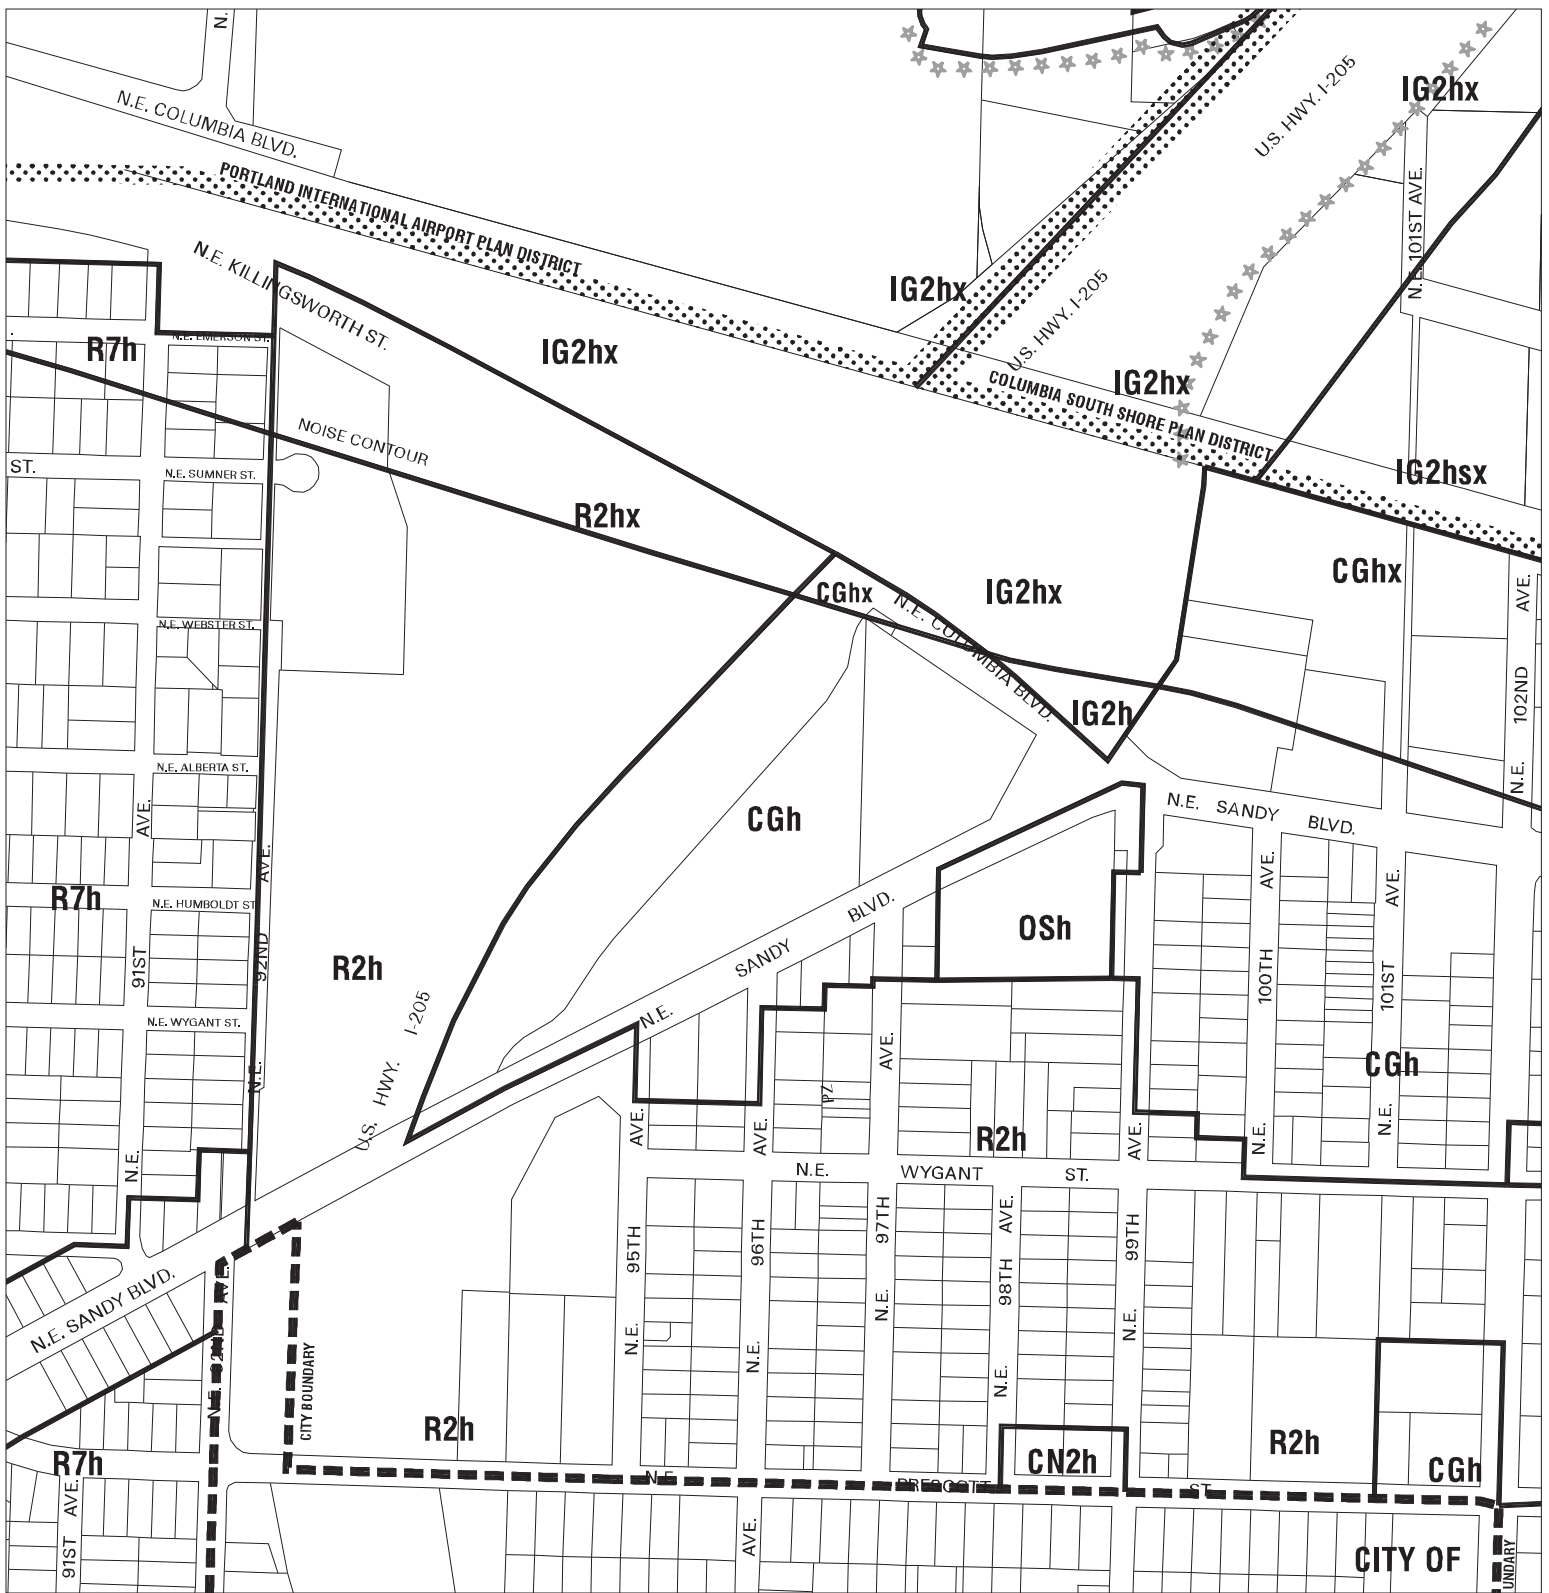 N.
N.E. COLUMBIA BLVD.
PORTLAND INTERNATIONAL AIRPORT PLAN DISTRICT
N.E. KILLINGSWORTH ST.
U.S. HWY. I-205
IG2hx
N.E. 101ST AVE.
IG2hx
U.S. HWY. I-205
R7h
N.E. EMERSON ST.
IG2hx
COLUMBIA SOUTH SHORE PLAN DISTRICT
IG2hx
NOISE CONTOUR
ST.
N.E. SUMNER ST.
IG2hsx
R2hx
CGhx
IG2hx
CGhx
N.E. COLUMBIA BLVD.
N.E. WEBSTER ST.
IG2h
N.E. 102ND AVE.
N.E. ALBERTA ST.
CGh
N.E. SANDY BLVD.
R7h
N.E. HUMBOLDT ST
N.E. 91ST AVE.
N.E. 92ND AVE.
R2h
OSh
N.E. SANDY BLVD.
N.E. 100TH AVE.
N.E. 101ST AVE.
N.E. WYGANT ST.
U.S. HWY. I-205
CGh
PZ
R2h
N.E. WYGANT ST.
N.E. 95TH AVE.
N.E. 96TH AVE.
N.E. 97TH AVE.
N.E. 98TH AVE.
N.E. 99TH AVE.
N.E. SANDY BLVD.
N.E. 92ND AVE.
CITY BOUNDARY
R2h
R7h
CN2h
R2h
CGh
N.E. PRESCOTT ST.
91ST AVE.
AVE.
CITY OF
UNDARY